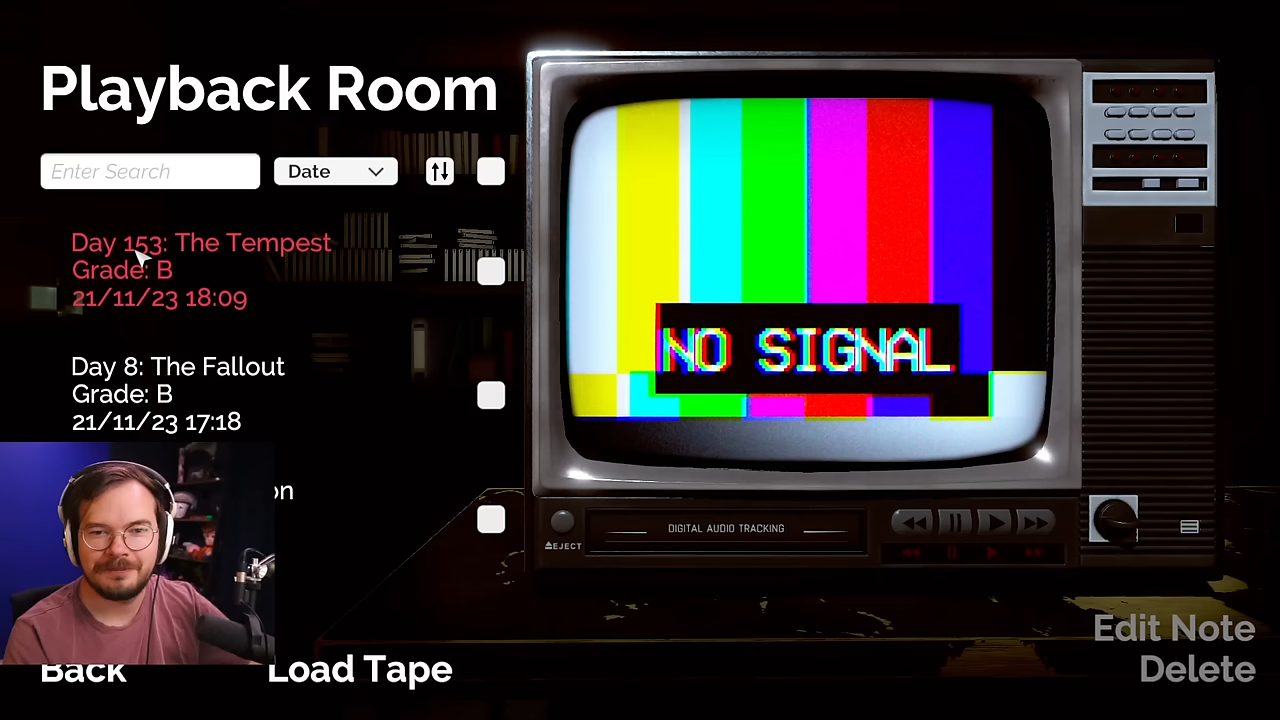 Playback Room
Enter Search
Date
Day 153: The Tempest
Grade: B
21/11/23 18:09
Day 8: The Fallout
Grade: B
21/11/23 17:18
on
NO SIGNAL
DIGITAL AUDIO TRACKING
EJECT
Edit Note
Back
Load Tape
Delete